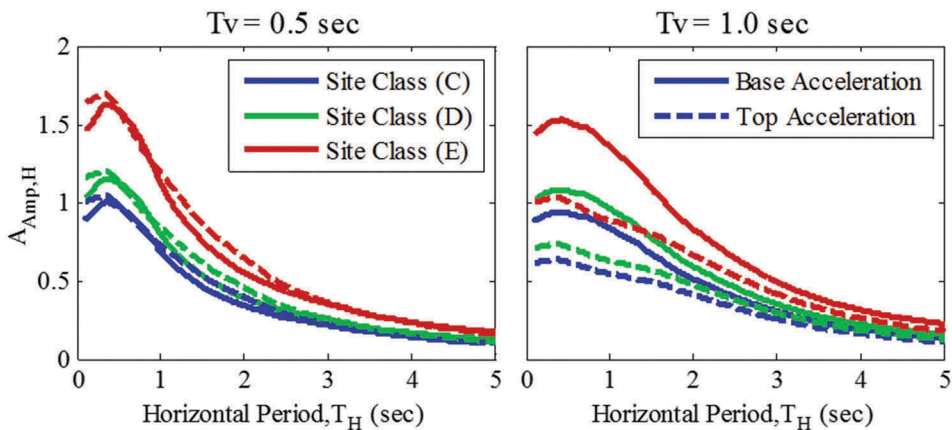 Tv = 0.5 sec
Tv = 1.0 sec
A_Amp,H
2
1.5
1
0.5
0
Site Class (C)
Site Class (D)
Site Class (E)
0 1 2 3 4 5
Horizontal Period,T_H (sec)
Base Acceleration
Top Acceleration
0 1 2 3 4 5
Horizontal Period,T_H (sec)